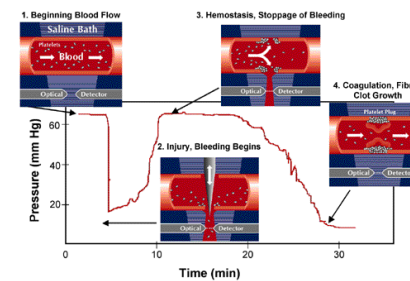 1. Beginning Blood Flow
Saline Bath
Platelets
Blood
Optical
Detector
3. Hemostasis, Stoppage of Bleeding
Optical
Detector
4. Coagulation,
Clot Growth
Platelet Plug
Optical
2. Injury, Bleeding Begins
Optical
Detector
Pressure (mm Hg)
60
40
20
0
10
20
30
Time (min)